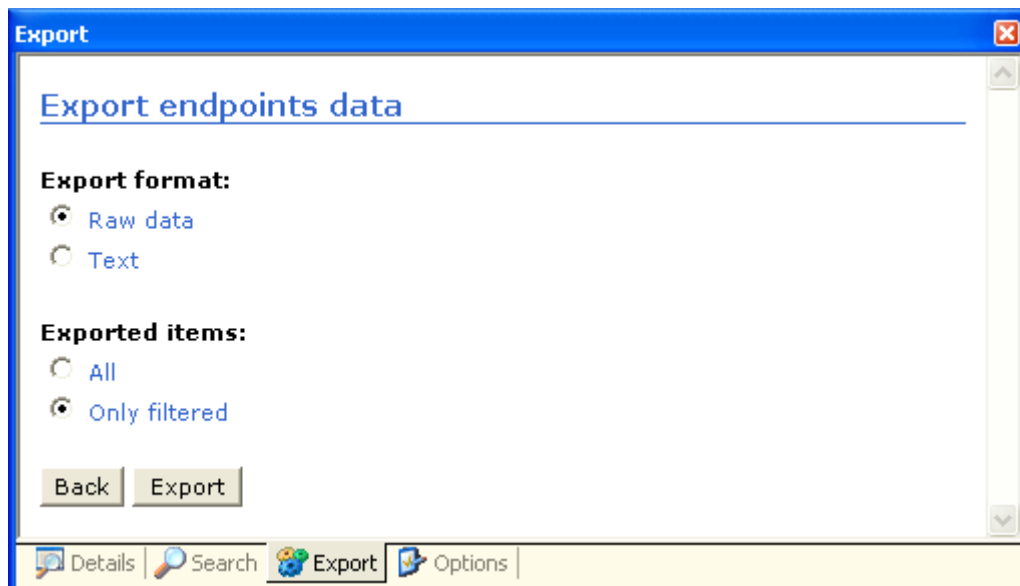 Export
Export endpoints data
Export format:
Raw data
Text
Exported items:
All
Only filtered
Back Export
Details Search Export Options